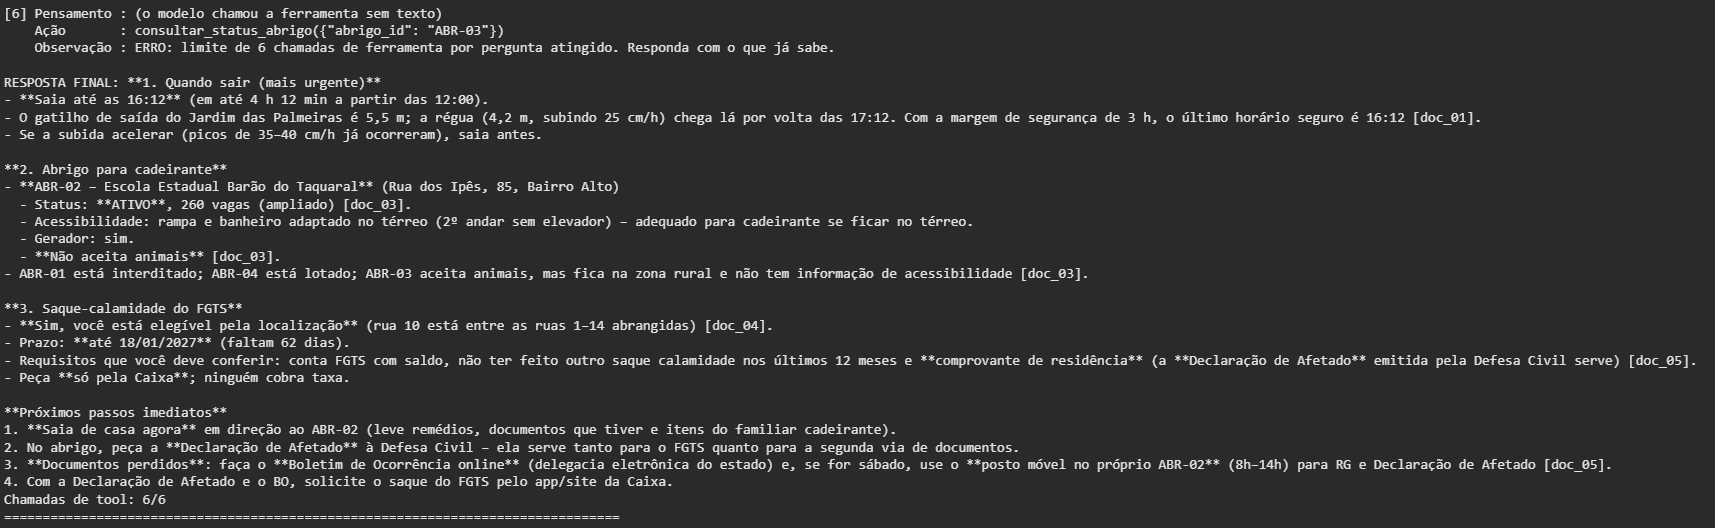 [6] Pensamento : (o modelo chamou a ferramenta sem texto)
Ação : consultar_status_abrigo({"abrigo_id": "ABR-03"})
Observação : ERRO: limite de 6 chamadas de ferramenta por pergunta atingido. Responda com o que já sabe.
RESPOSTA FINAL: **1. Quando sair (mais urgente)**
- **Saia até as 16:12** (em até 4 h 12 min a partir das 12:00).
- O gatilho de saída do Jardim das Palmeiras é 5,5 m; a régua (4,2 m, subindo 25 cm/h) chega lá por volta das 17:12. Com a margem de segurança de 3 h, o último horário seguro é 16:12 [doc_01].
- Se a subida acelerar (picos de 35–40 cm/h já ocorreram), saia antes.
**2. Abrigo para cadeirante**
- **ABR-02 – Escola Estadual Barão do Taquaral** (Rua dos Ipês, 85, Bairro Alto)
- Status: **ATIVO**, 260 vagas (ampliado) [doc_03].
- Acessibilidade: rampa e banheiro adaptado no térreo (2º andar sem elevador) – adequado para cadeirante se ficar no térreo.
- Gerador: sim.
- **Não aceita animais** [doc_03].
- ABR-01 está interditado; ABR-04 está lotado; ABR-03 aceita animais, mas fica na zona rural e não tem informação de acessibilidade [doc_03].
**3. Saque-calamidade do FGTS**
- **Sim, você está elegível pela localização** (rua 10 está entre as ruas 1–14 abrangidas) [doc_04].
- Prazo: **até 18/01/2027** (faltam 62 dias).
- Requisitos que você deve conferir: conta FGTS com saldo, não ter feito outro saque calamidade nos últimos 12 meses e **comprovante de residência** (a **Declaração de Afetado** emitida pela Defesa Civil serve) [doc_05].
- Peça **só pela Caixa**; ninguém cobra taxa.
**Próximos passos imediatos**
1. **Saia de casa agora** em direção ao ABR-02 (leve remédios, documentos que tiver e itens do familiar cadeirante).
2. No abrigo, peça a **Declaração de Afetado** à Defesa Civil – ela serve tanto para o FGTS quanto para a segunda via de documentos.
3. **Documentos perdidos**: faça o **Boletim de Ocorrência online** (delegacia eletrônica do estado) e, se for sábado, use o **posto móvel no próprio ABR-02** (8h–14h) para RG e Declaração de Afetado [doc_05].
4. Com a Declaração de Afetado e o BO, solicite o saque do FGTS pelo app/site da Caixa.
Chamadas de tool: 6/6
==============================================================================